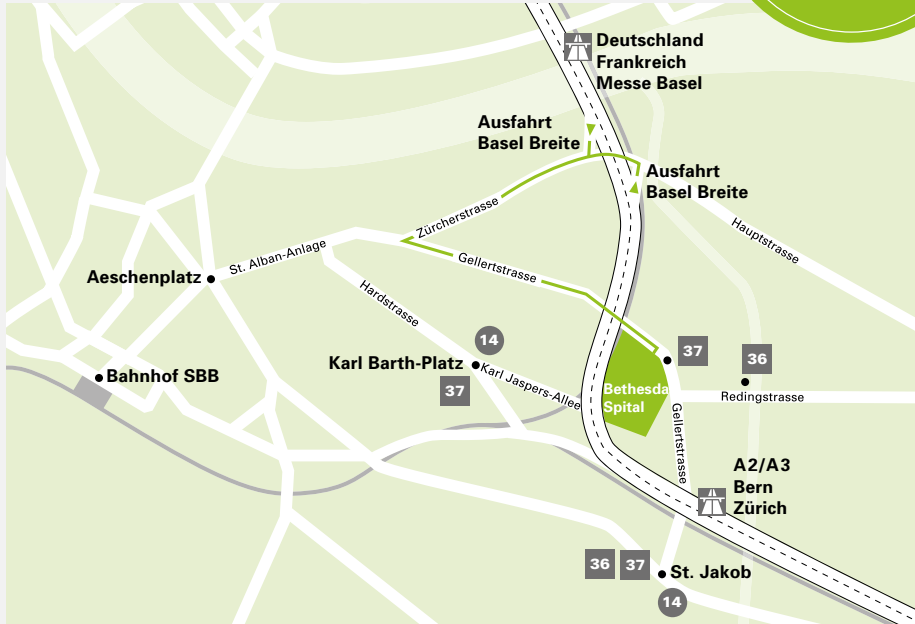 Deutschland
Frankreich
Messe Basel
Ausfahrt
Basel Breite
Ausfahrt
Basel Breite
Zürcherstrasse
Hauptstrasse
St. Alban-Anlage
Gellertstrasse
Aeschenplatz
Hardstrasse
14
Karl Barth-Platz
37
Karl Jaspers-Allee
37
36
Bahnhof SBB
Bethesda
Spital
Redingstrasse
Gellertstrasse
A2/A3
Bern
Zürich
36 37
St. Jakob
14